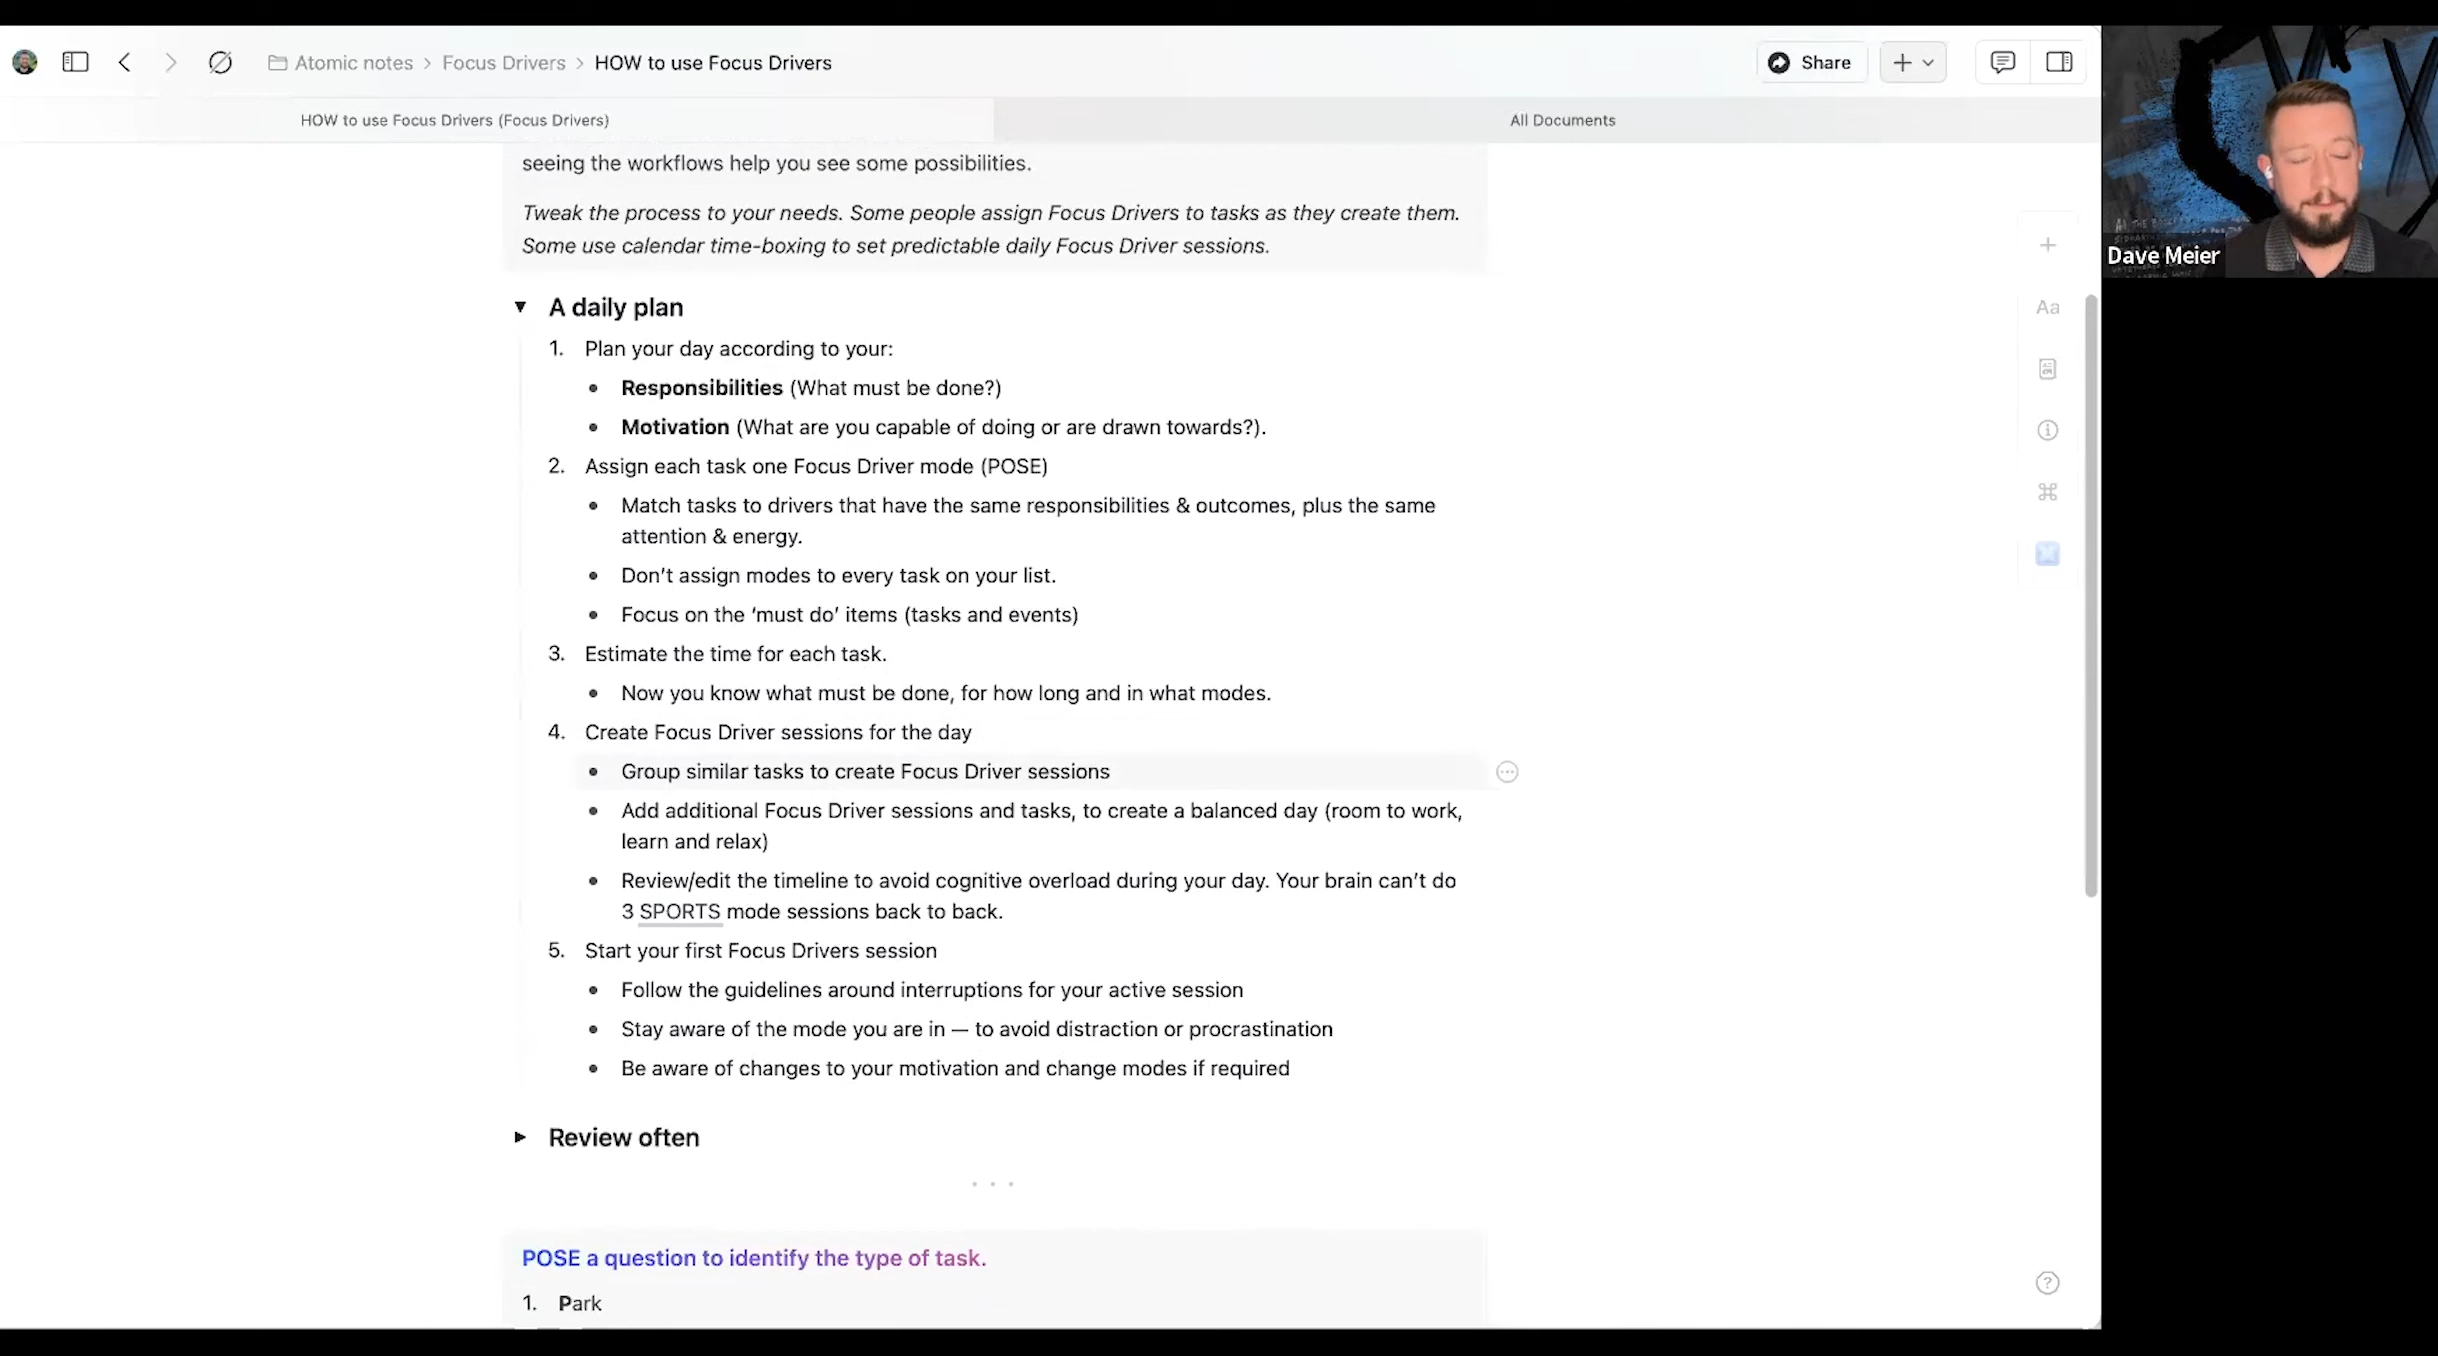 Atomic notes > Focus Drivers > HOW to use Focus Drivers
Share
HOW to use Focus Drivers (Focus Drivers)
All Documents
seeing the workflows help you see some possibilities.
Tweak the process to your needs. Some people assign Focus Drivers to tasks as they create them.
Some use calendar time-boxing to set predictable daily Focus Driver sessions.
A daily plan
1. Plan your day according to your:
• Responsibilities (What must be done?)
• Motivation (What are you capable of doing or are drawn towards?).
2. Assign each task one Focus Driver mode (POSE)
• Match tasks to drivers that have the same responsibilities & outcomes, plus the same
attention & energy.
• Don’t assign modes to every task on your list.
• Focus on the ‘must do’ items (tasks and events)
3. Estimate the time for each task.
• Now you know what must be done, for how long and in what modes.
4. Create Focus Driver sessions for the day
• Group similar tasks to create Focus Driver sessions
• Add additional Focus Driver sessions and tasks, to create a balanced day (room to work,
learn and relax)
• Review/edit the timeline to avoid cognitive overload during your day. Your brain can’t do
3 SPORTS mode sessions back to back.
5. Start your first Focus Drivers session
• Follow the guidelines around interruptions for your active session
• Stay aware of the mode you are in — to avoid distraction or procrastination
• Be aware of changes to your motivation and change modes if required
Review often
POSE a question to identify the type of task.
1. Park
Aa
Dave Meier